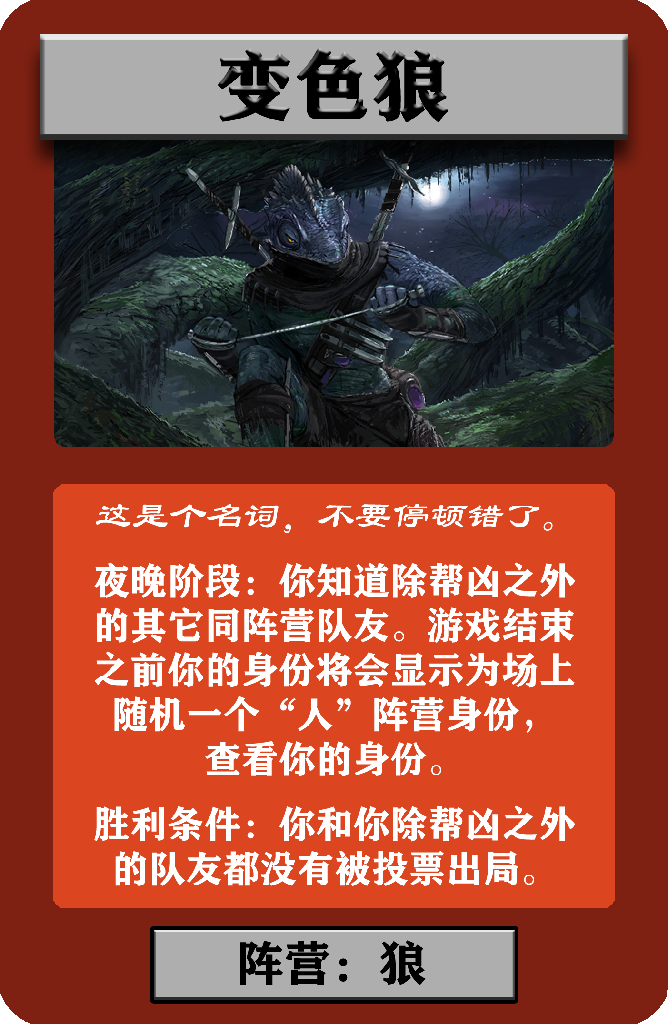 变色狼
这是个名词，不要停顿错了。
夜晚阶段：你知道除帮凶之外
的其它同阵营队友。游戏结束
之前你的身份将会显示为场上
随机一个“人”阵营身份，
查看你的身份。
胜利条件：你和你除帮凶之外
的队友都没有被投票出局。
阵营：狼